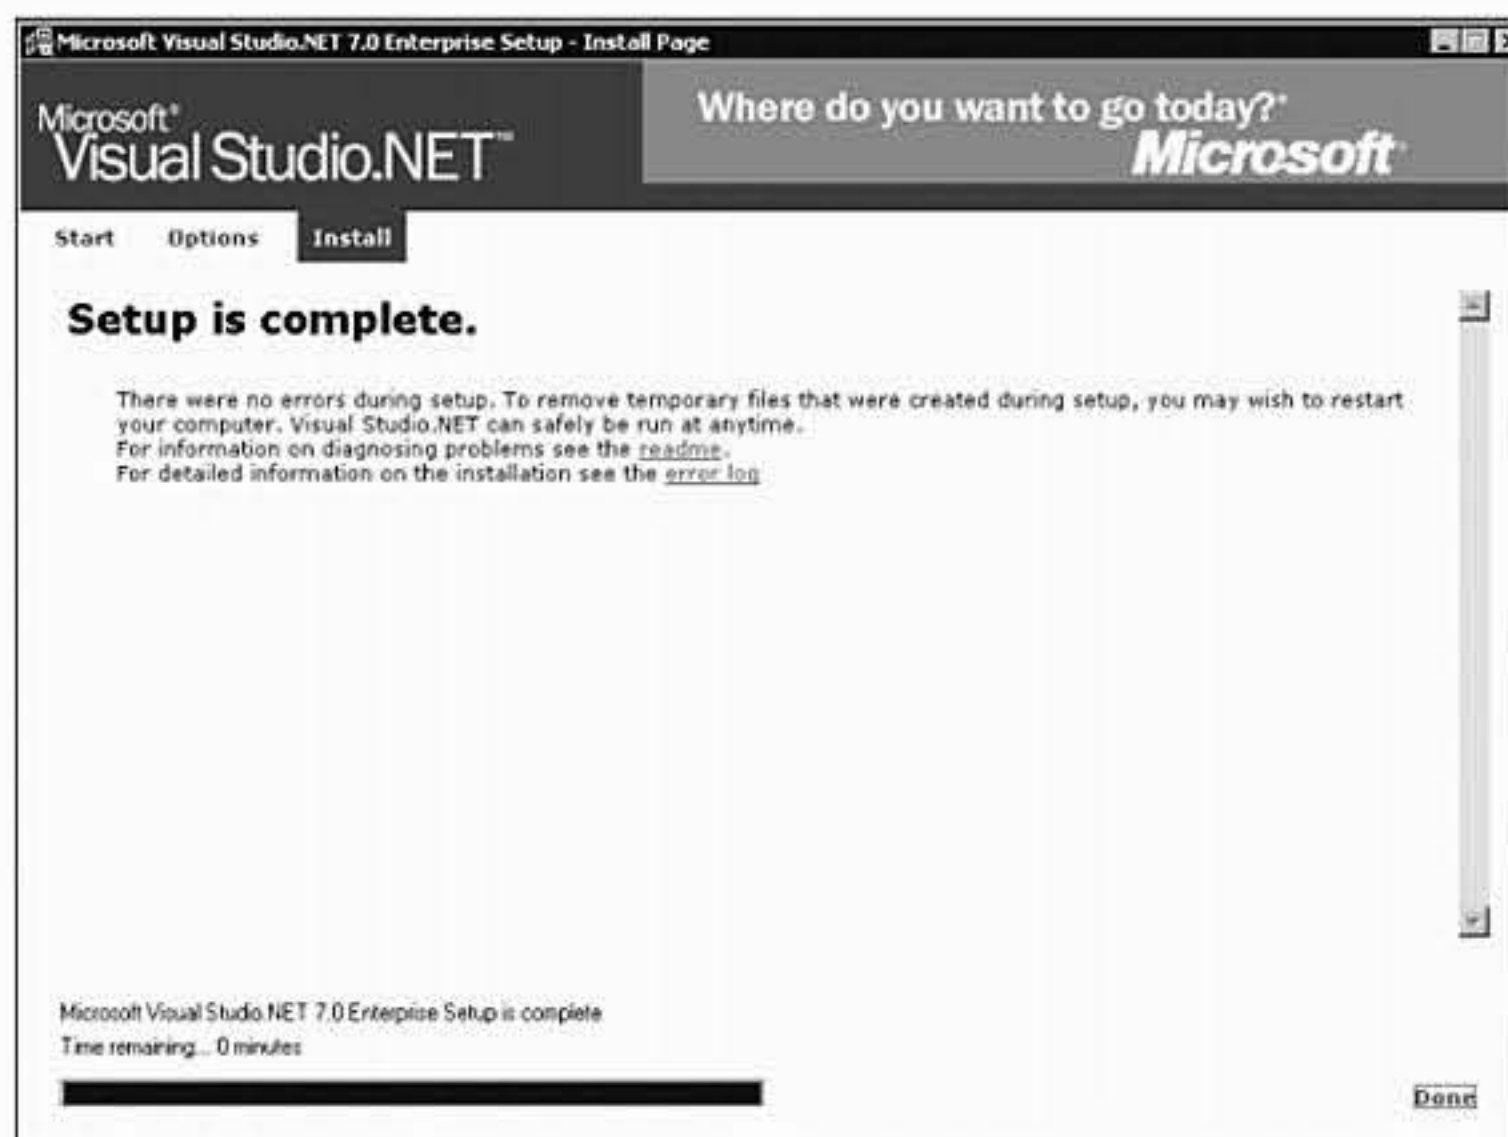 Microsoft Visual Studio.NET 7.0 Enterprise Setup - Install Page
Where do you want to go today?®
Microsoft®
Microsoft®
Visual Studio.NET™
Start Options Install
Setup is complete.
There were no errors during setup. To remove temporary files that were created during setup, you may wish to restart
your computer. Visual Studio.NET can safely be run at anytime.
For information on diagnosing problems see the readme.
For detailed information on the installation see the error log
Microsoft Visual Studio.NET 7.0 Enterprise Setup is complete
Time remaining... 0 minutes
Done